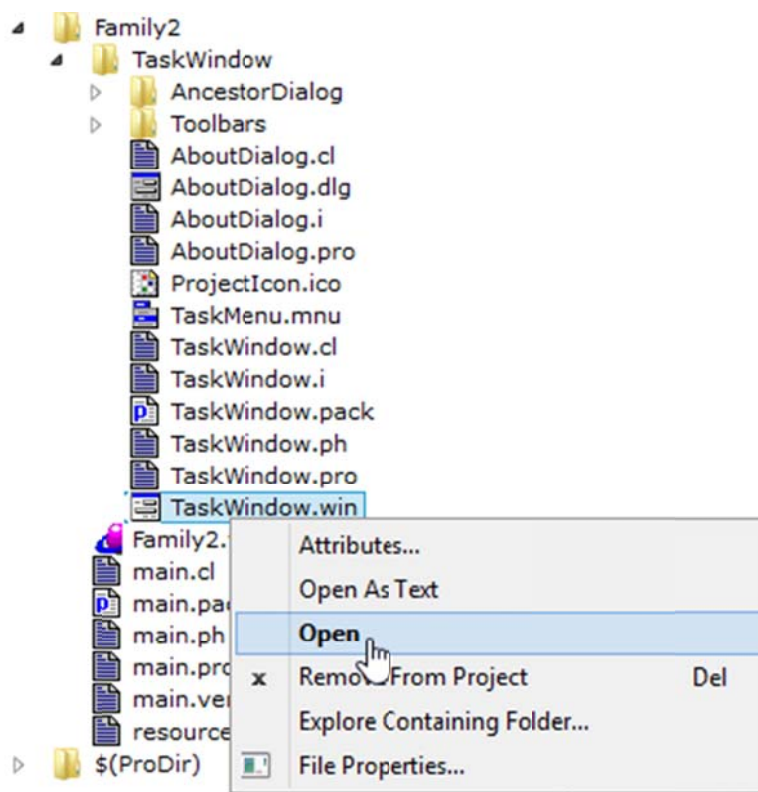 Family2
TaskWindow
AncestorDialog
Toolbars
AboutDialog.cl
AboutDialog.dlg
AboutDialog.i
AboutDialog.pro
ProjectIcon.ico
TaskMenu.mnu
TaskWindow.cl
TaskWindow.i
TaskWindow.pack
TaskWindow.ph
TaskWindow.pro
TaskWindow.win
Family2.
Attributes...
main.cl
Open As Text
main.pa
main.ph
Open
main.pro
Remove From Project Del
main.ve
Explore Containing Folder...
resource
$(ProDir)
File Properties...